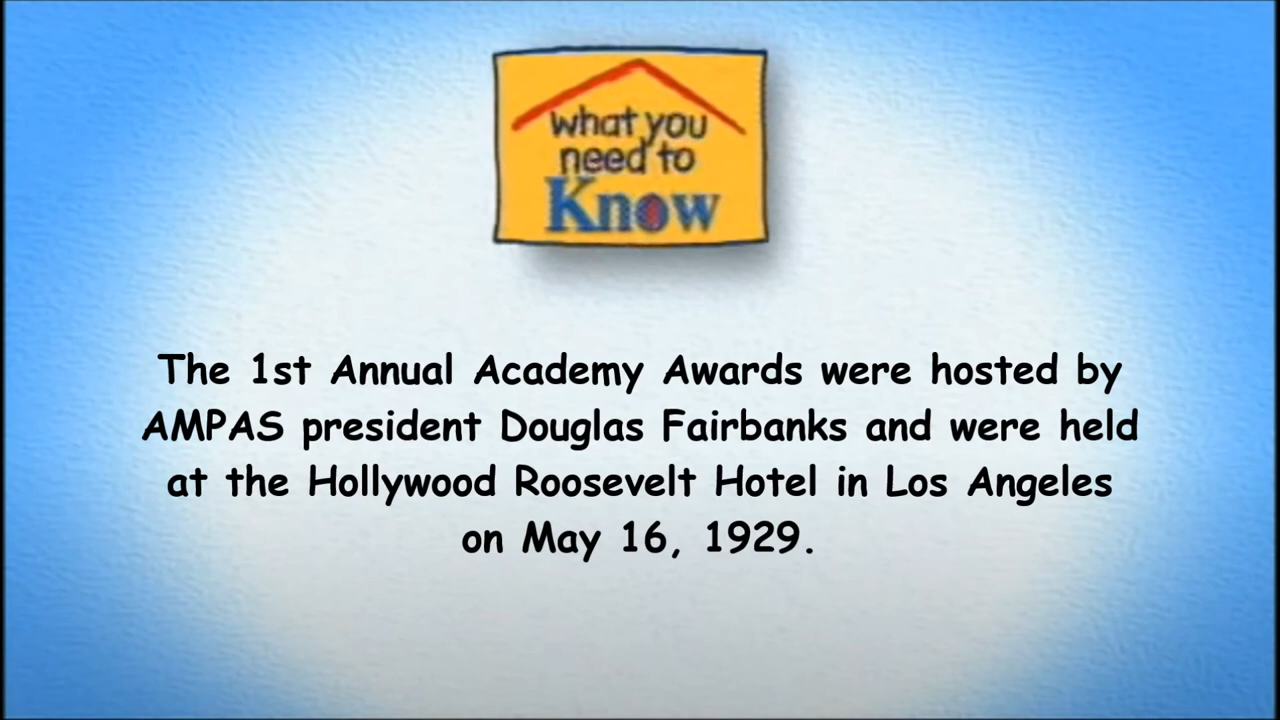 what you
need to
Know
The 1st Annual Academy Awards were hosted by
AMPAS president Douglas Fairbanks and were held
at the Hollywood Roosevelt Hotel in Los Angeles
on May 16, 1929.